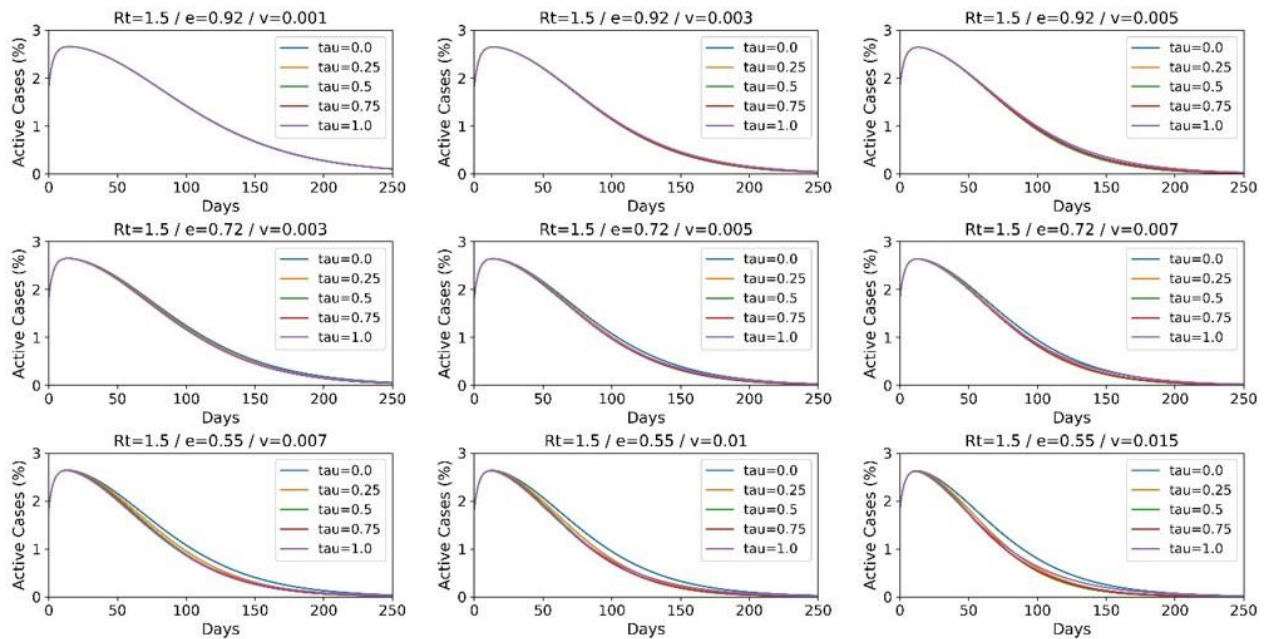 Rt=1.5 / e=0.92 / v=0.001
Rt=1.5 / e=0.92 / v=0.003
Rt=1.5 / e=0.92 / v=0.005
Active Cases (%)
3
2
1
0
tau=0.0
tau=0.25
tau=0.5
tau=0.75
tau=1.0
0 50 100 150 200 250
Days
Active Cases (%)
3
2
1
0
tau=0.0
tau=0.25
tau=0.5
tau=0.75
tau=1.0
0 50 100 150 200 250
Days
Active Cases (%)
3
2
1
0
tau=0.0
tau=0.25
tau=0.5
tau=0.75
tau=1.0
0 50 100 150 200 250
Days
Rt=1.5 / e=0.72 / v=0.003
Rt=1.5 / e=0.72 / v=0.005
Rt=1.5 / e=0.72 / v=0.007
Active Cases (%)
3
2
1
0
tau=0.0
tau=0.25
tau=0.5
tau=0.75
tau=1.0
0 50 100 150 200 250
Days
Active Cases (%)
3
2
1
0
tau=0.0
tau=0.25
tau=0.5
tau=0.75
tau=1.0
0 50 100 150 200 250
Days
Active Cases (%)
3
2
1
0
tau=0.0
tau=0.25
tau=0.5
tau=0.75
tau=1.0
0 50 100 150 200 250
Days
Rt=1.5 / e=0.55 / v=0.007
Rt=1.5 / e=0.55 / v=0.01
Rt=1.5 / e=0.55 / v=0.015
Active Cases (%)
3
2
1
0
tau=0.0
tau=0.25
tau=0.5
tau=0.75
tau=1.0
0 50 100 150 200 250
Days
Active Cases (%)
3
2
1
0
tau=0.0
tau=0.25
tau=0.5
tau=0.75
tau=1.0
0 50 100 150 200 250
Days
Active Cases (%)
3
2
1
0
tau=0.0
tau=0.25
tau=0.5
tau=0.75
tau=1.0
0 50 100 150 200 250
Days